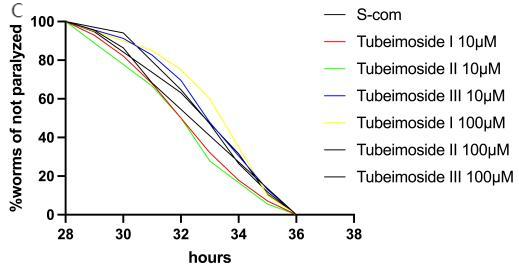 C
%worms of not paralyzed
100
80
60
40
20
0
28 30 32 34 36 38
hours
S-com
Tubeimoside I 10μM
Tubeimoside II 10μM
Tubeimoside III 10μM
Tubeimoside I 100μM
Tubeimoside II 100μM
Tubeimoside III 100μM